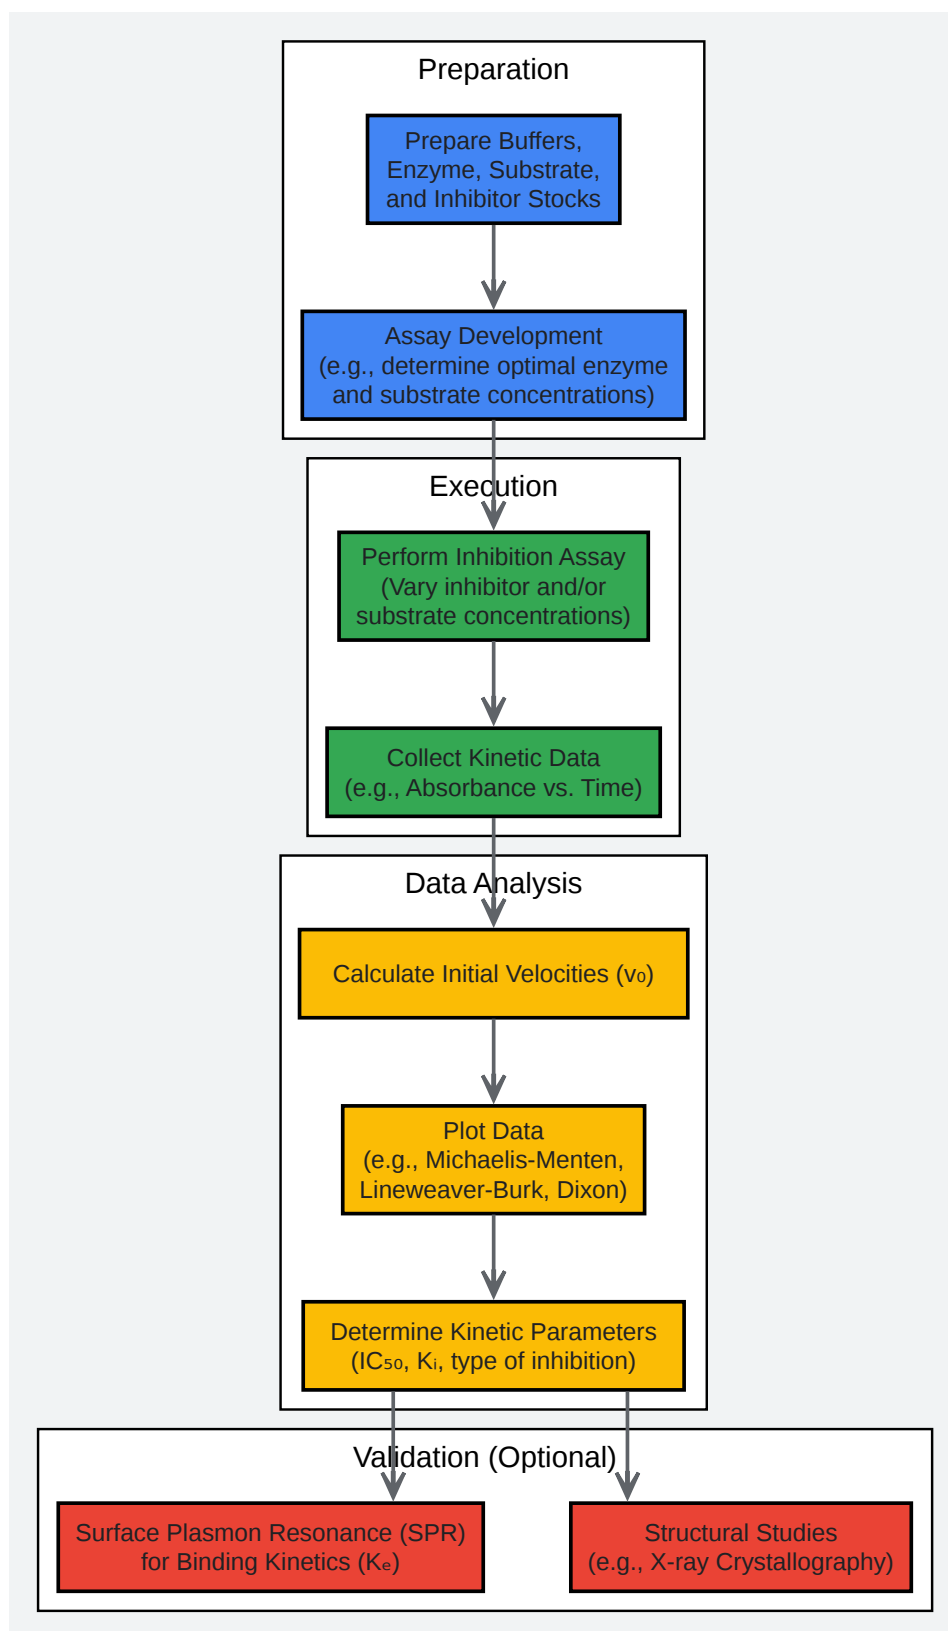 Preparation
Prepare Buffers,
Enzyme, Substrate,
and Inhibitor Stocks
Assay Development
(e.g., determine optimal enzyme
and substrate concentrations)
Execution
Perform Inhibition Assay
(Vary inhibitor and/or
substrate concentrations)
Collect Kinetic Data
(e.g., Absorbance vs. Time)
Data Analysis
Calculate Initial Velocities (v₀)
Plot Data
(e.g., Michaelis-Menten,
Lineweaver-Burk, Dixon)
Determine Kinetic Parameters
(IC₅₀, Kᵢ, type of inhibition)
Validation (Optional)
Surface Plasmon Resonance (SPR)
for Binding Kinetics (Kₑ)
Structural Studies
(e.g., X-ray Crystallography)